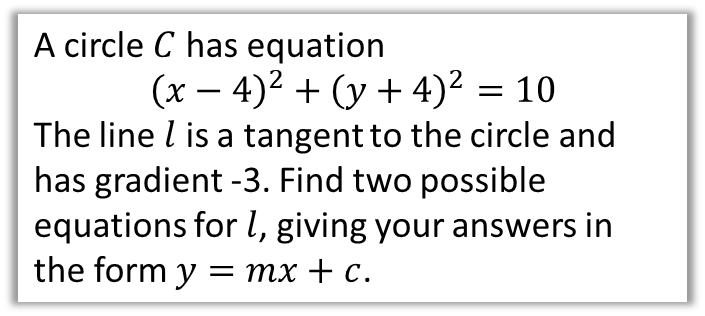 A circle 𝐶 has equation
(𝑥 − 4)² + (𝑦 + 4)² = 10
The line 𝑙 is a tangent to the circle and
has gradient -3. Find two possible
equations for 𝑙, giving your answers in
the form 𝑦 = 𝑚𝑥 + 𝑐.